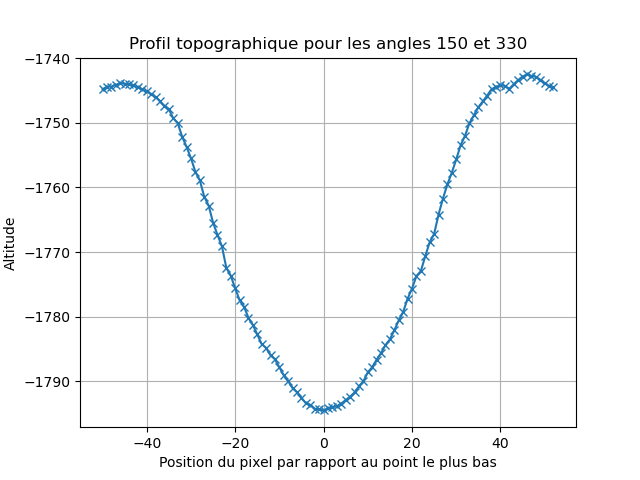 Profil topographique pour les angles 150 et 330
−1740
−1750
−1760
−1770
−1780
−1790
Altitude
−40 −20 0 20 40
Position du pixel par rapport au point le plus bas